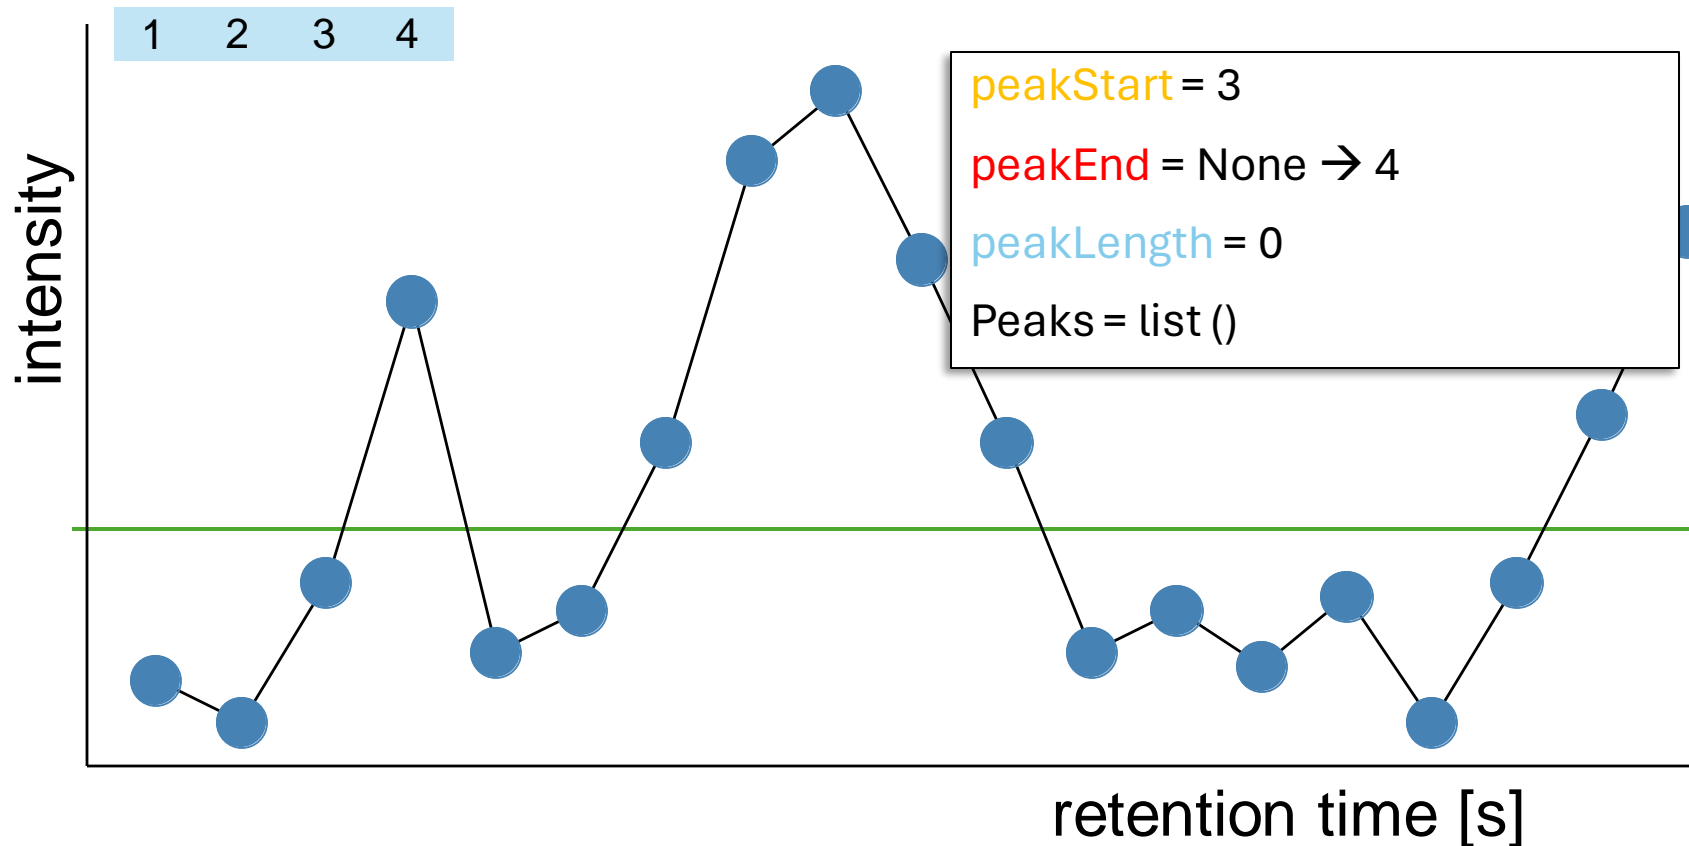 1 2 3 4
peakStart = 3
peakEnd = None → 4
peakLength = 0
Peaks = list ()
intensity
retention time [s]